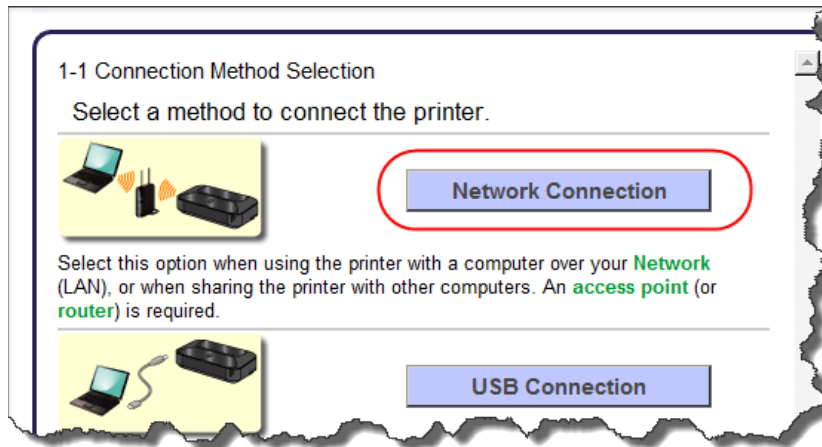 1-1 Connection Method Selection
Select a method to connect the printer.
Network Connection
Select this option when using the printer with a computer over your Network
(LAN), or when sharing the printer with other computers. An access point (or
router) is required.
USB Connection